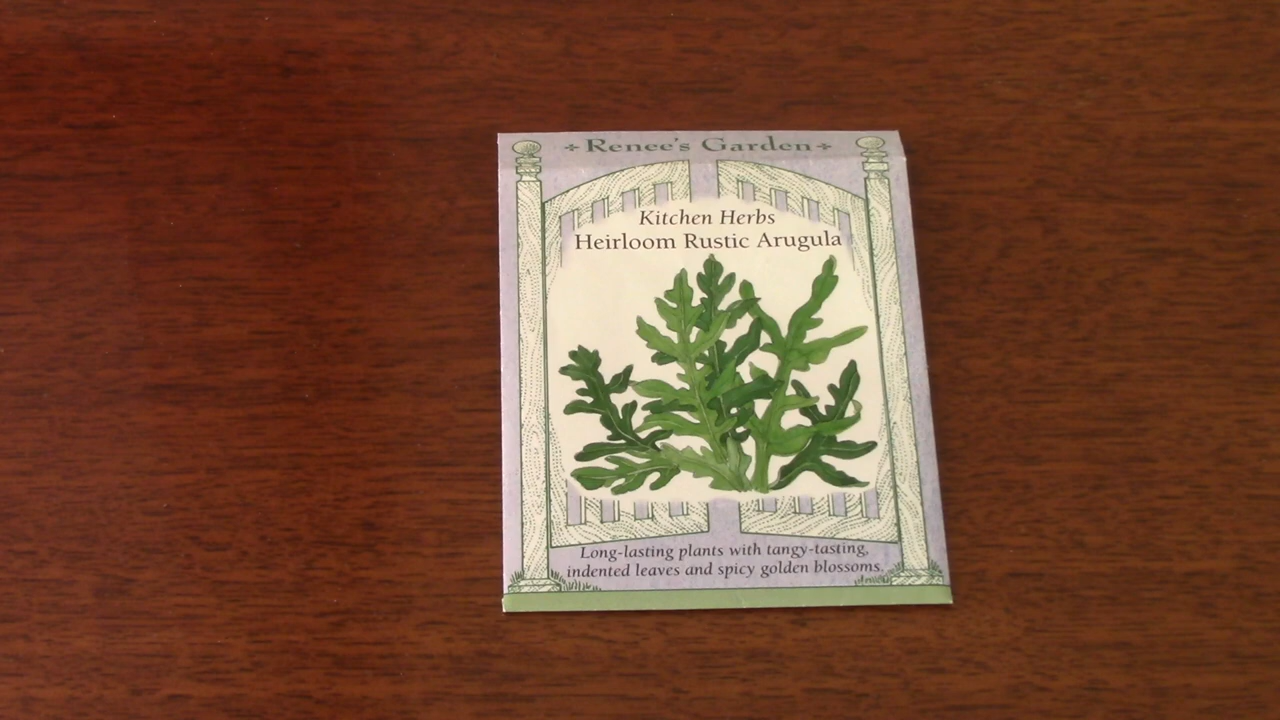 Renee's Garden
Kitchen Herbs
Heirloom Rustic Arugula
Long-lasting plants with tangy-tasting,
indented leaves and spicy golden blossoms.